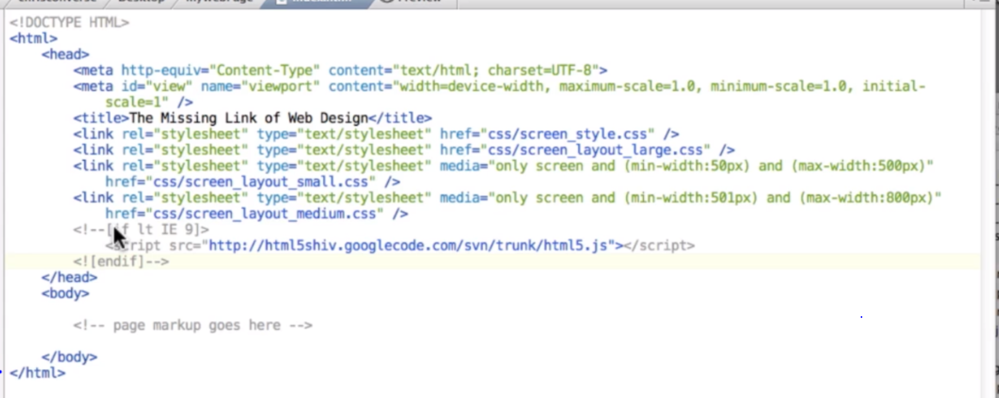 <!DOCTYPE HTML>
<html>
<head>
<meta http-equiv="Content-Type" content="text/html; charset=UTF-8">
<meta id="view" name="viewport" content="width=device-width, maximum-scale=1.0, minimum-scale=1.0, initial-
scale=1" />
<title>The Missing Link of Web Design</title>
<link rel="stylesheet" type="text/stylesheet" href="css/screen_style.css" />
<link rel="stylesheet" type="text/stylesheet" href="css/screen_layout_large.css" />
<link rel="stylesheet" type="text/stylesheet" media="only screen and (min-width:50px) and (max-width:500px)"
href="css/screen_layout_small.css" />
<link rel="stylesheet" type="text/stylesheet" media="only screen and (min-width:501px) and (max-width:800px)"
href="css/screen_layout_medium.css" />
<!--[if lt IE 9]>
<script src="http://html5shiv.googlecode.com/svn/trunk/html5.js"></script>
<![endif]-->
</head>
<body>
<!-- page markup goes here -->
</body>
</html>